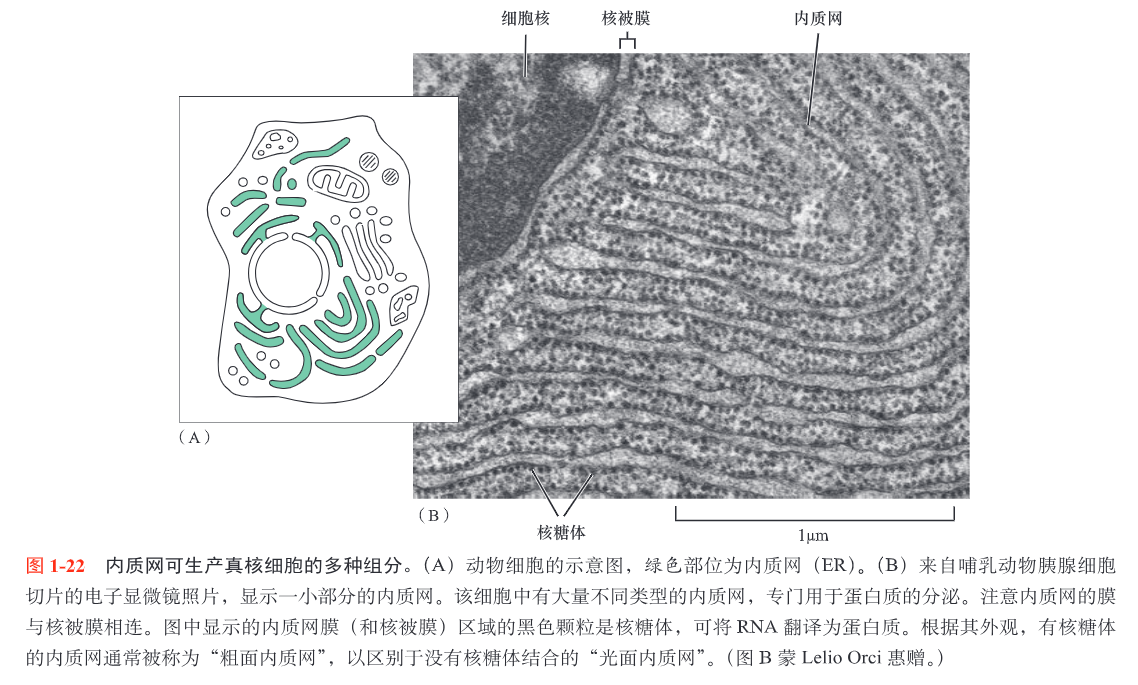 细胞核 核被膜 内质网
（A）
（B）
核糖体
1μm
图 1-22 内质网可生产真核细胞的多种组分。（A）动物细胞的示意图，绿色部位为内质网（ER）。（B）来自哺乳动物胰腺细胞
切片的电子显微镜照片，显示一小部分的内质网。该细胞中有大量不同类型的内质网，专门用于蛋白质的分泌。注意内质网的膜
与核被膜相连。图中显示的内质网膜（和核被膜）区域的黑色颗粒是核糖体，可将 RNA 翻译为蛋白质。根据其外观，有核糖体
的内质网通常被称为“粗面内质网”，以区别于没有核糖体结合的“光面内质网”。（图 B 蒙 Lelio Orci 惠赠。）